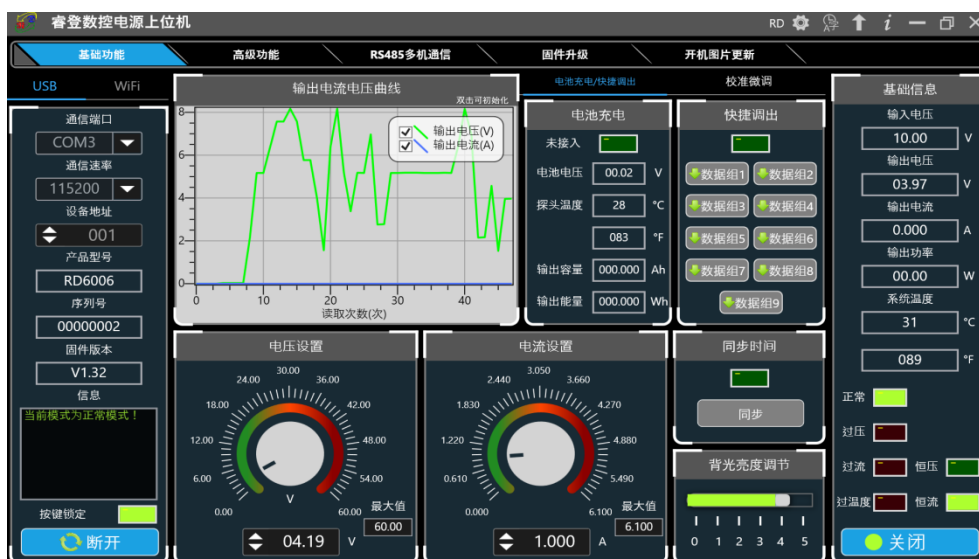 睿登数控电源上位机
RD
基础功能
高级功能
RS485多机通信
固件升级
开机图片更新
USB
WiFi
通信端口
COM3
通信速率
115200
设备地址
001
产品型号
RD6006
序列号
00000002
固件版本
V1.32
信息
当前模式为正常模式！
按键锁定
断开
输出电流电压曲线
双击可初始化
输出电压(V)
输出电流(A)
8
6
4
2
0
0 10 20 30 40
读取次数(次)
电池充电/快捷调出
校准微调
电池充电
未接入
电池电压 00.02 V
探头温度 28 °C
083 °F
输出容量 000.000 Ah
输出能量 000.000 Wh
快捷调出
数据组1 数据组2
数据组3 数据组4
数据组5 数据组6
数据组7 数据组8
数据组9
电压设置
0.00
6.00
12.00
18.00
24.00
30.00
36.00
42.00
48.00
54.00
60.00
V
最大值
60.00
04.19 V
电流设置
0.000
0.610
1.220
1.830
2.440
3.050
3.660
4.270
4.880
5.490
6.100
A
最大值
6.100
1.000 A
同步时间
同步
背光亮度调节
0 1 2 3 4 5
基础信息
输入电压
10.00 V
输出电压
03.97 V
输出电流
0.000 A
输出功率
00.00 W
系统温度
31 °C
089 °F
正常
过压
过流 恒压
过温度 恒流
关闭